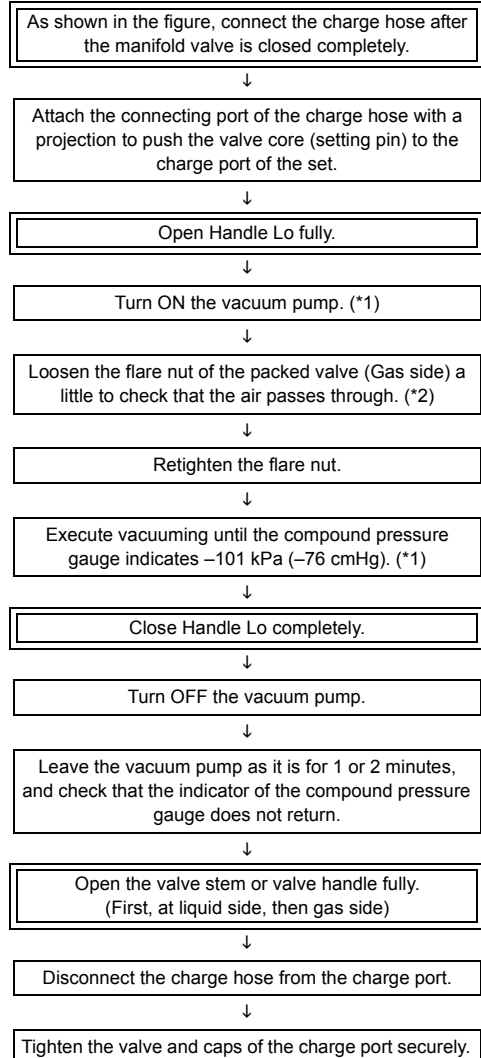 As shown in the figure, connect the charge hose after
the manifold valve is closed completely.
↓
Attach the connecting port of the charge hose with a
projection to push the valve core (setting pin) to the
charge port of the set.
↓
Open Handle Lo fully.
↓
Turn ON the vacuum pump. (*1)
↓
Loosen the flare nut of the packed valve (Gas side) a
little to check that the air passes through. (*2)
↓
Retighten the flare nut.
↓
Execute vacuuming until the compound pressure
gauge indicates –101 kPa (–76 cmHg). (*1)
↓
Close Handle Lo completely.
↓
Turn OFF the vacuum pump.
↓
Leave the vacuum pump as it is for 1 or 2 minutes,
and check that the indicator of the compound pressure
gauge does not return.
↓
Open the valve stem or valve handle fully.
(First, at liquid side, then gas side)
↓
Disconnect the charge hose from the charge port.
↓
Tighten the valve and caps of the charge port securely.